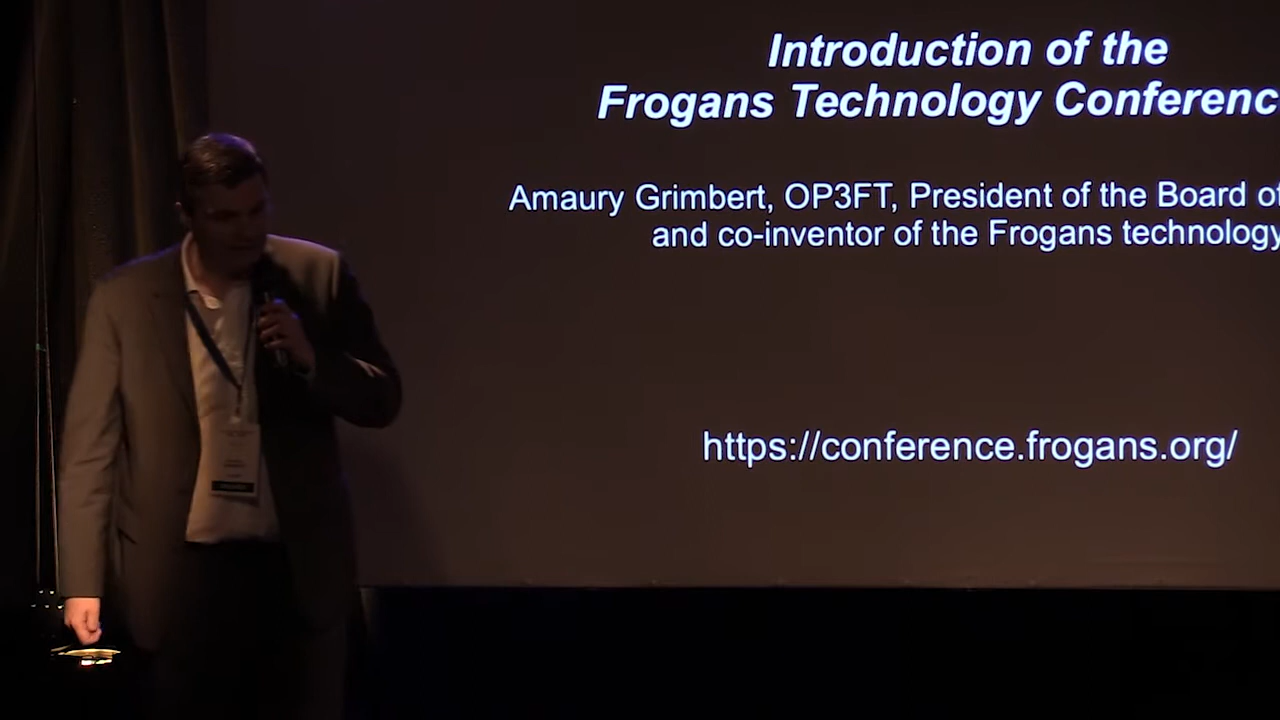 Introduction of the
Frogans Technology Conferenc
Amaury Grimbert, OP3FT, President of the Board of
and co-inventor of the Frogans technology
https://conference.frogans.org/